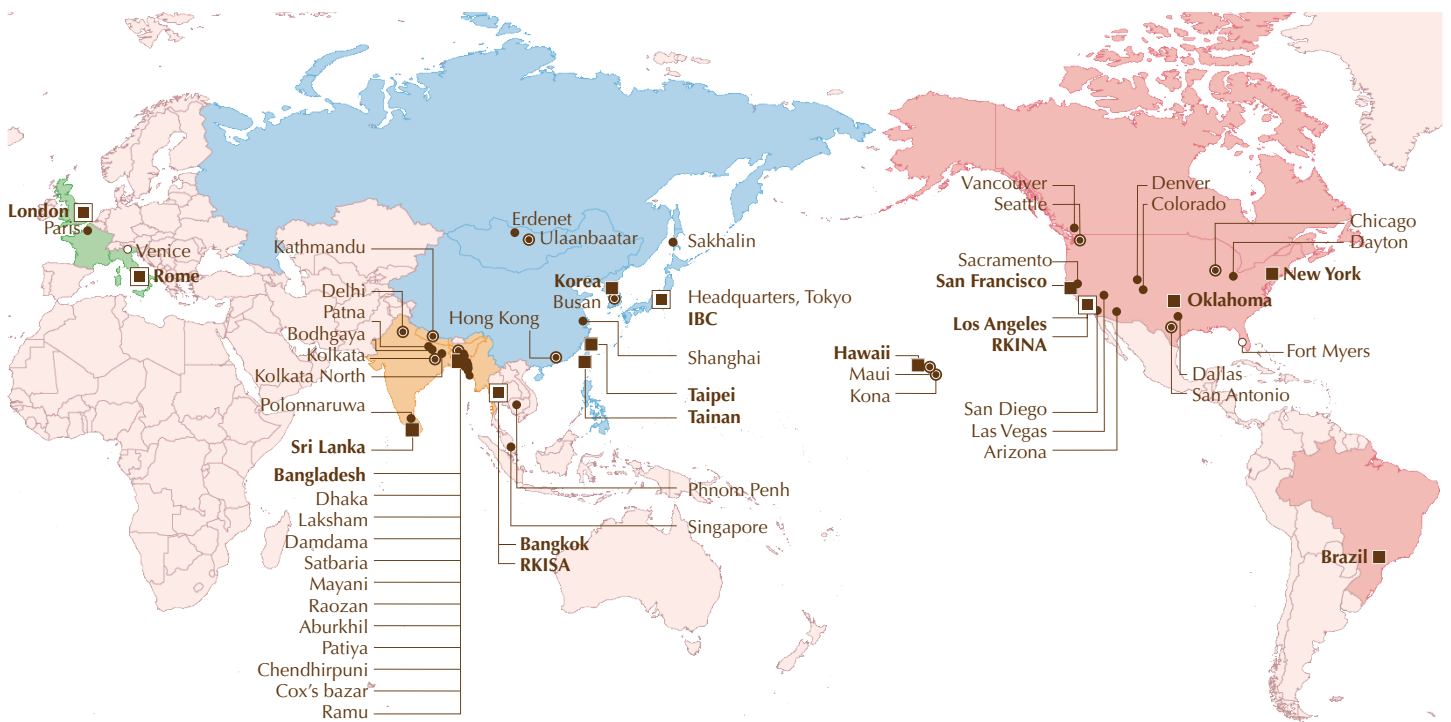 London
Paris
Venice
Rome
Kathmandu
Delhi
Patna
Bodhgaya
Kolkata
Kolkata North
Polonnaruwa
Sri Lanka
Bangladesh
Dhaka
Laksham
Damdama
Satbaria
Mayani
Raozan
Aburkhil
Patiya
Chendhirpuni
Cox's bazar
Ramu
Erdenet
Ulaanbaatar
Sakhalin
Korea
Busan
Headquarters, Tokyo
IBC
Hong Kong
Shanghai
Taipei
Tainan
Phnom Penh
Singapore
Bangkok
RKISA
Vancouver
Seattle
Sacramento
San Francisco
Los Angeles
RKINA
Hawaii
Maui
Kona
San Diego
Las Vegas
Arizona
Denver
Colorado
Chicago
Dayton
New York
Oklahoma
Fort Myers
Dallas
San Antonio
Brazil